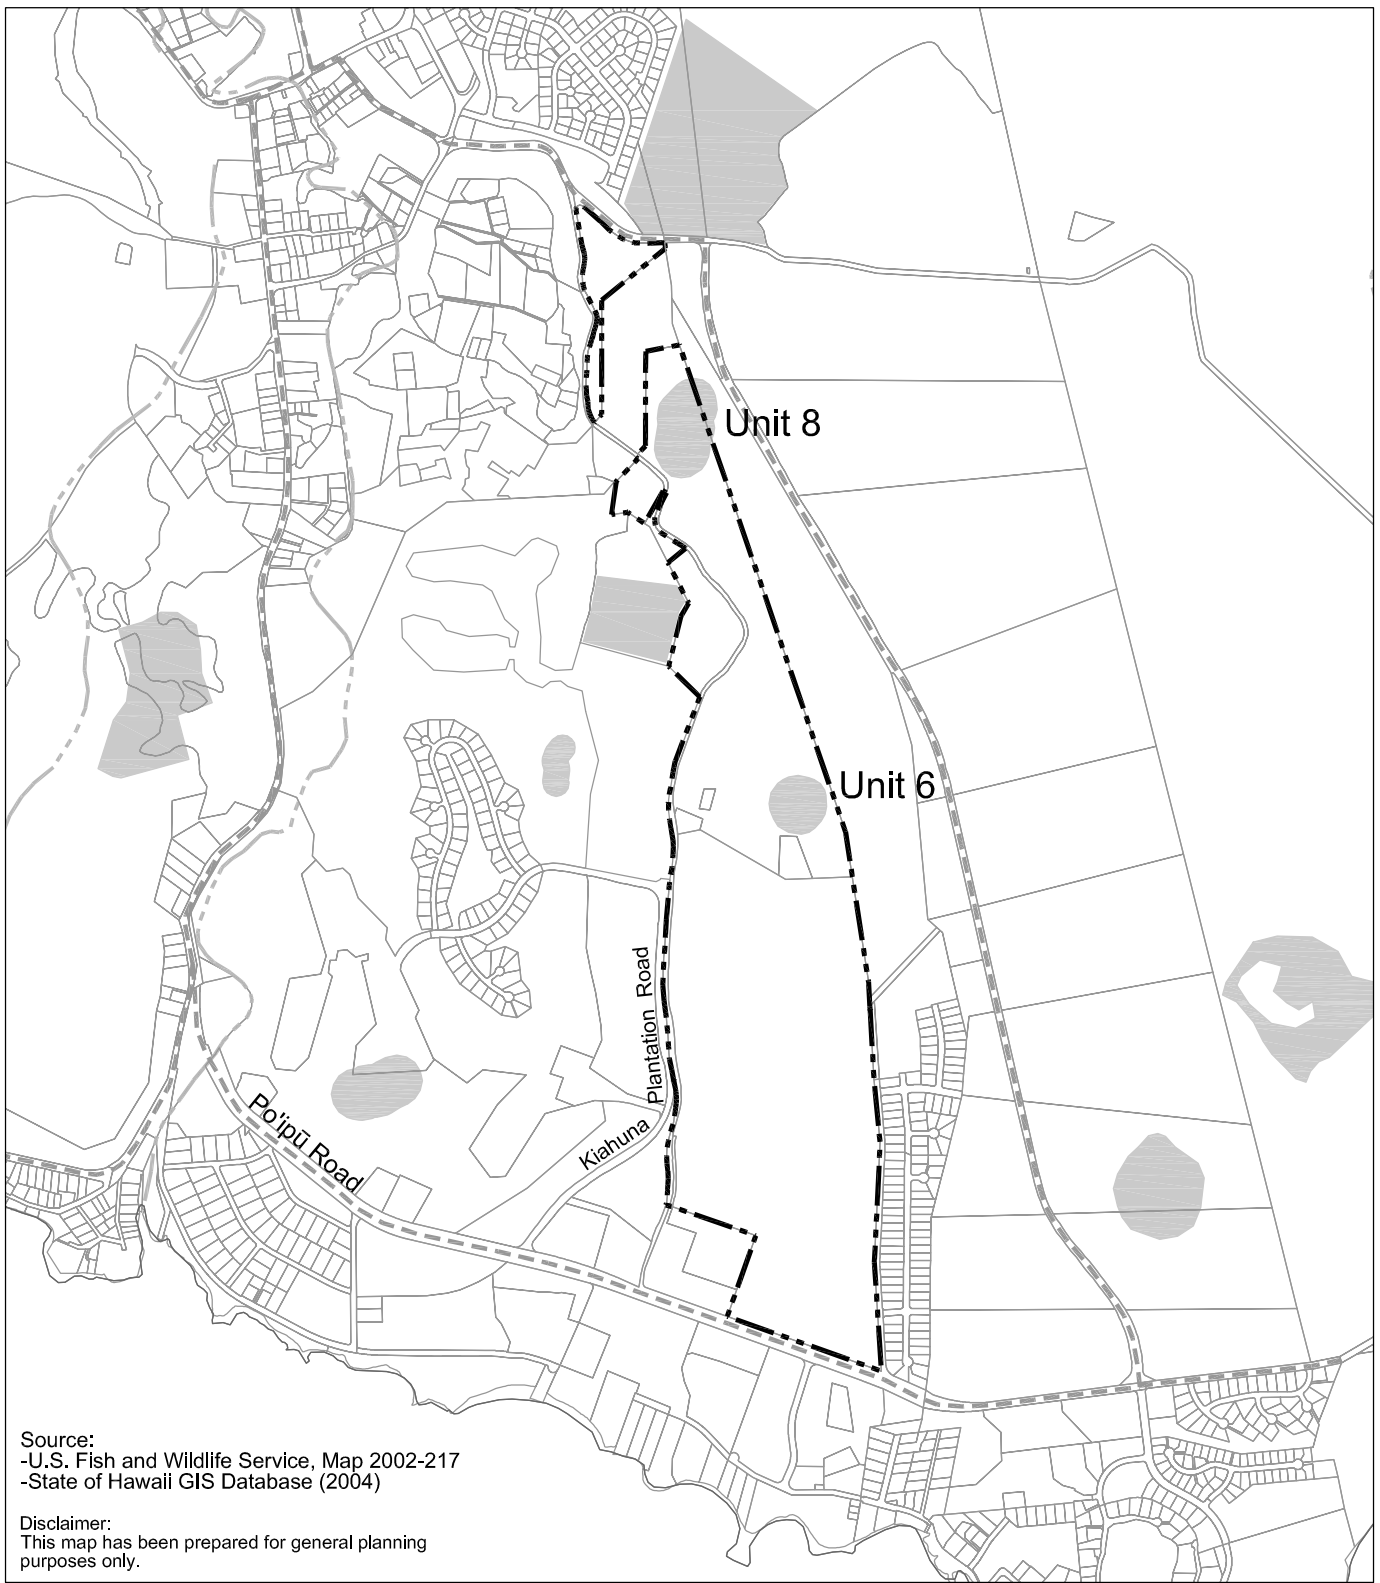 Unit 8
Unit 6
Plantation Road
Kiahuna
Po'ipū Road
Source:
-U.S. Fish and Wildlife Service, Map 2002-217
-State of Hawaii GIS Database (2004)
Disclaimer:
This map has been prepared for general planning
purposes only.